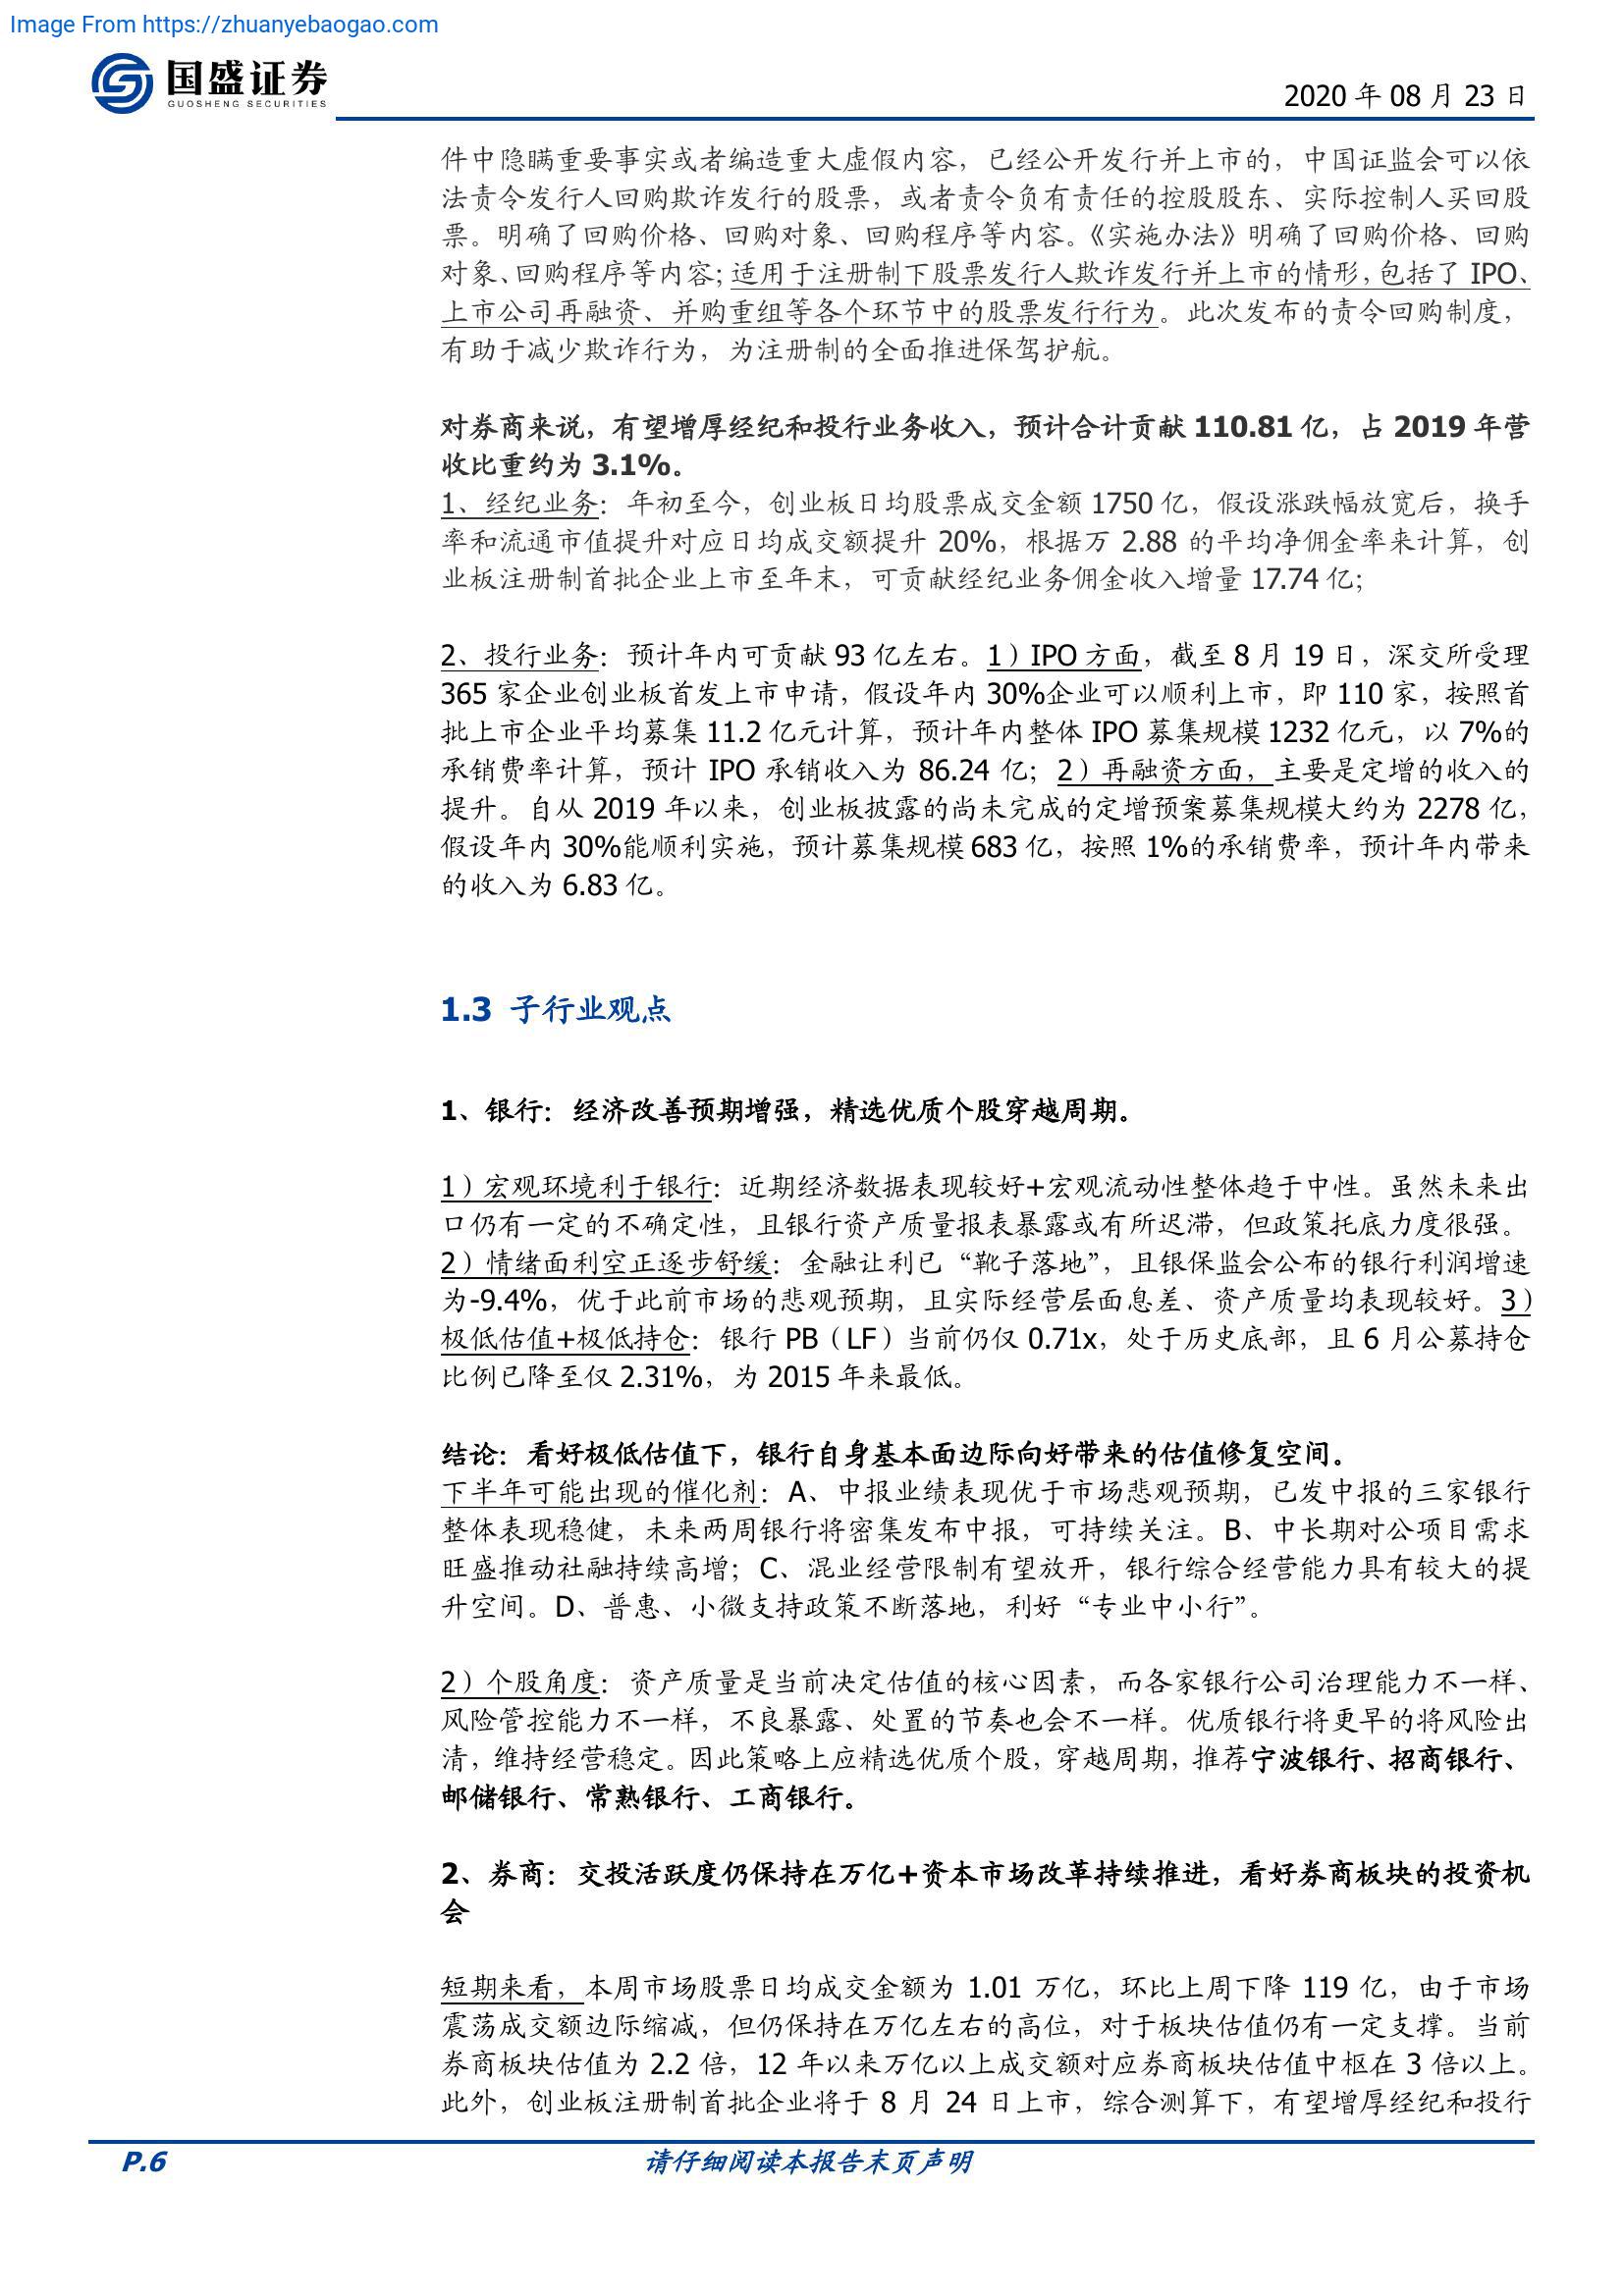 Image From https://zhuanyebaogao.com
国盛证券
GUOSHENG SECURITIES
2020 年 08 月 23 日
件中隐瞒重要事实或者编造重大虚假内容，已经公开发行并上市的，中国证监会可以依
法责令发行人回购欺诈发行的股票，或者责令负有责任的控股股东、实际控制人买回股
票。明确了回购价格、回购对象、回购程序等内容。《实施办法》明确了回购价格、回购
对象、回购程序等内容；适用于注册制下股票发行人欺诈发行并上市的情形，包括了 IPO、
上市公司再融资、并购重组等各个环节中的股票发行行为。此次发布的责令回购制度，
有助于减少欺诈行为，为注册制的全面推进保驾护航。
对券商来说，有望增厚经纪和投行业务收入，预计合计贡献 110.81 亿，占 2019 年营
收比重约为 3.1%。
1、经纪业务：年初至今，创业板日均股票成交金额 1750 亿，假设涨跌幅放宽后，换手
率和流通市值提升对应日均成交额提升 20%，根据万 2.88 的平均净佣金率来计算，创
业板注册制首批企业上市至年末，可贡献经纪业务佣金收入增量 17.74 亿；
2、投行业务：预计年内可贡献 93 亿左右。1）IPO 方面，截至 8 月 19 日，深交所受理
365 家企业创业板首发上市申请，假设年内 30%企业可以顺利上市，即 110 家，按照首
批上市企业平均募集 11.2 亿元计算，预计年内整体 IPO 募集规模 1232 亿元，以 7%的
承销费率计算，预计 IPO 承销收入为 86.24 亿；2）再融资方面，主要是定增的收入的
提升。自从 2019 年以来，创业板披露的尚未完成的定增预案募集规模大约为 2278 亿，
假设年内 30%能顺利实施，预计募集规模 683 亿，按照 1%的承销费率，预计年内带来
的收入为 6.83 亿。
1.3 子行业观点
1、银行：经济改善预期增强，精选优质个股穿越周期。
1）宏观环境利于银行：近期经济数据表现较好+宏观流动性整体趋于中性。虽然未来出
口仍有一定的不确定性，且银行资产质量报表暴露或有所迟滞，但政策托底力度很强。
2）情绪面利空正逐步舒缓：金融让利已“靴子落地”，且银保监会公布的银行利润增速
为-9.4%，优于此前市场的悲观预期，且实际经营层面息差、资产质量均表现较好。3）
极低估值+极低持仓：银行 PB（LF）当前仍仅 0.71x，处于历史底部，且 6 月公募持仓
比例已降至仅 2.31%，为 2015 年来最低。
结论：看好极低估值下，银行自身基本面边际向好带来的估值修复空间。
下半年可能出现的催化剂：A、中报业绩表现优于市场悲观预期，已发中报的三家银行
整体表现稳健，未来两周银行将密集发布中报，可持续关注。B、中长期对公项目需求
旺盛推动社融持续高增；C、混业经营限制有望放开，银行综合经营能力具有较大的提
升空间。D、普惠、小微支持政策不断落地，利好“专业中小行”。
2）个股角度：资产质量是当前决定估值的核心因素，而各家银行公司治理能力不一样、
风险管控能力不一样，不良暴露、处置的节奏也会不一样。优质银行将更早的将风险出
清，维持经营稳定。因此策略上应精选优质个股，穿越周期，推荐宁波银行、招商银行、
邮储银行、常熟银行、工商银行。
2、券商：交投活跃度仍保持在万亿+资本市场改革持续推进，看好券商板块的投资机
会
短期来看，本周市场股票日均成交金额为 1.01 万亿，环比上周下降 119 亿，由于市场
震荡成交额边际缩减，但仍保持在万亿左右的高位，对于板块估值仍有一定支撑。当前
券商板块估值为 2.2 倍，12 年以来万亿以上成交额对应券商板块估值中枢在 3 倍以上。
此外，创业板注册制首批企业将于 8 月 24 日上市，综合测算下，有望增厚经纪和投行
P.6
请仔细阅读本报告末页声明